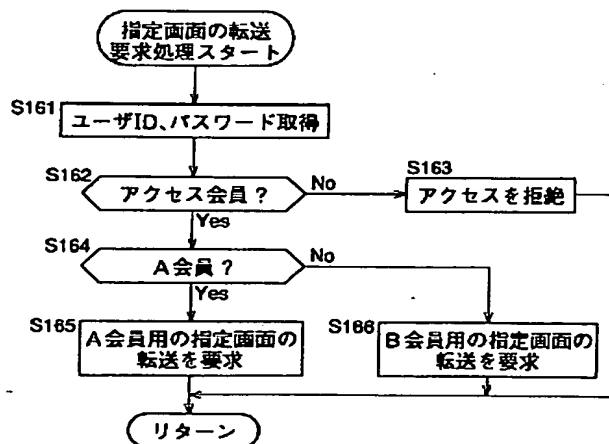 指定画面の転送
要求処理スタート
S161
ユーザID、パスワード取得
S162
アクセス会員?
No
S163
アクセスを拒絶
Yes
S164
A会員?
No
Yes
S165
A会員用の指定画面の
転送を要求
S166
B会員用の指定画面の
転送を要求
リターン